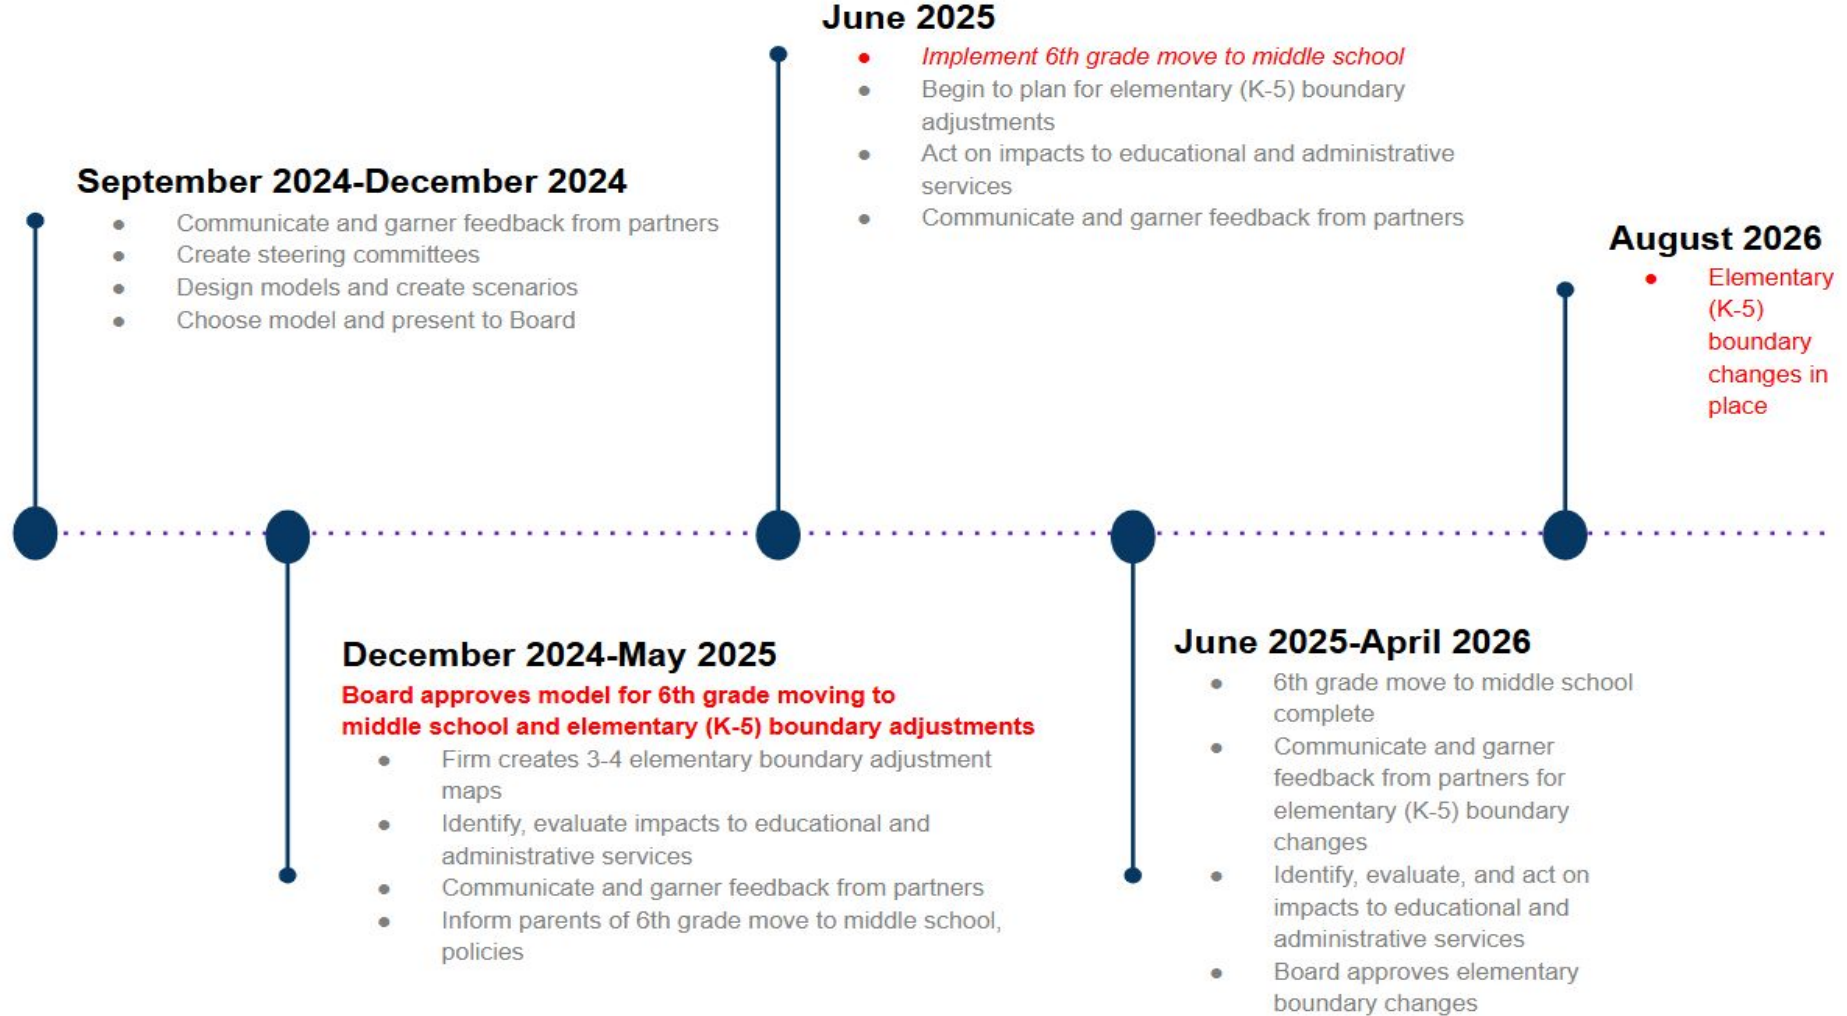 June 2025
● Implement 6th grade move to middle school
● Begin to plan for elementary (K-5) boundary
adjustments
● Act on impacts to educational and administrative
services
● Communicate and garner feedback from partners
September 2024-December 2024
● Communicate and garner feedback from partners
● Create steering committees
● Design models and create scenarios
● Choose model and present to Board
August 2026
● Elementary
(K-5)
boundary
changes in
place
December 2024-May 2025
Board approves model for 6th grade moving to
middle school and elementary (K-5) boundary adjustments
● Firm creates 3-4 elementary boundary adjustment
maps
● Identify, evaluate impacts to educational and
administrative services
● Communicate and garner feedback from partners
● Inform parents of 6th grade move to middle school,
policies
June 2025-April 2026
● 6th grade move to middle school
complete
● Communicate and garner
feedback from partners for
elementary (K-5) boundary
changes
● Identify, evaluate, and act on
impacts to educational and
administrative services
● Board approves elementary
boundary changes